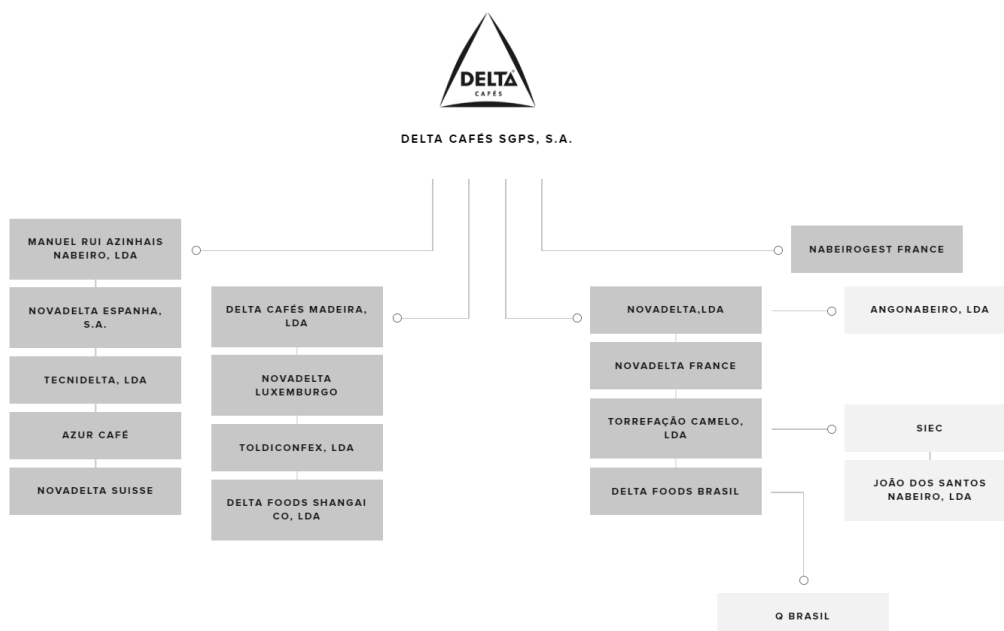 DELTA
CAFÉS
DELTA CAFÉS SGPS, S.A.
MANUEL RUI AZINHAIS
NABEIRO, LDA
NOVADELTA ESPANHA,
S.A.
TECNIDELTA, LDA
AZUR CAFÉ
NOVADELTA SUISSE
DELTA CAFÉS MADEIRA,
LDA
NOVADELTA
LUXEMBURGO
TOLDICONFEX, LDA
DELTA FOODS SHANGAI
CO, LDA
NOVADELTA,LDA
NOVADELTA FRANCE
TORREFAÇÃO CAMELO,
LDA
DELTA FOODS BRASIL
NABEIROGEST FRANCE
ANGONABEIRO, LDA
SIEC
JOÃO DOS SANTOS
NABEIRO, LDA
Q BRASIL